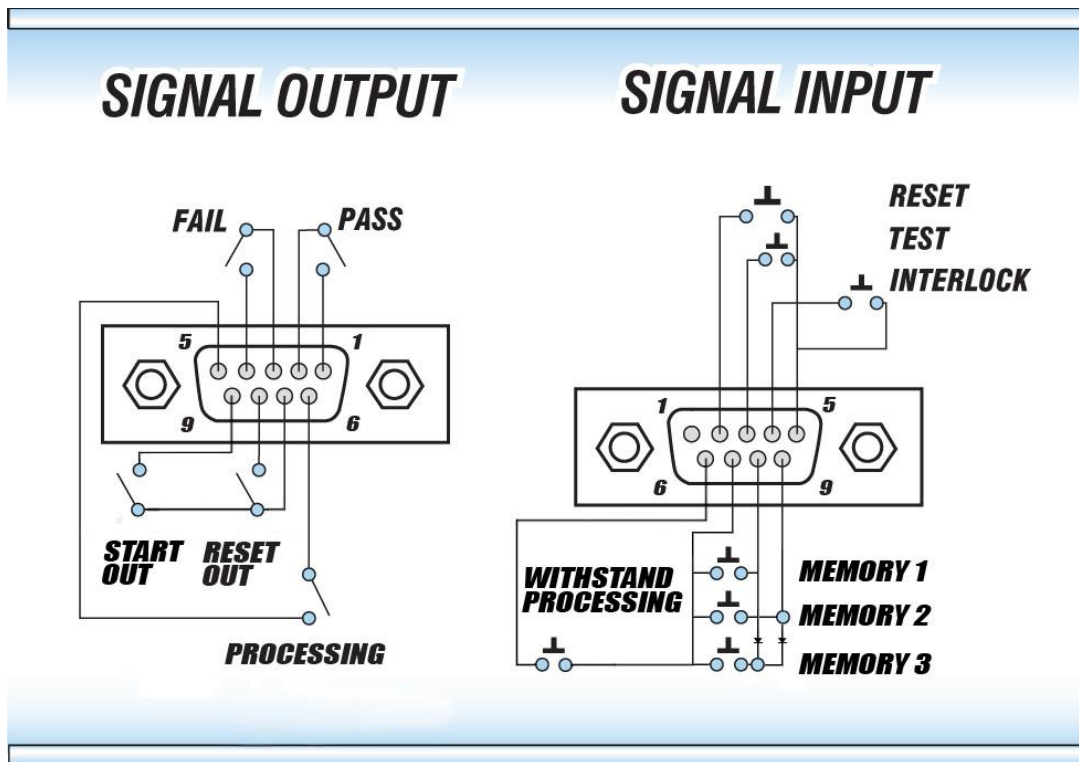 SIGNAL OUTPUT
FAIL
PASS
5
1
9
6
START
OUT
RESET
OUT
PROCESSING
SIGNAL INPUT
RESET
TEST
INTERLOCK
1
5
6
9
WITHSTAND
PROCESSING
MEMORY 1
MEMORY 2
MEMORY 3